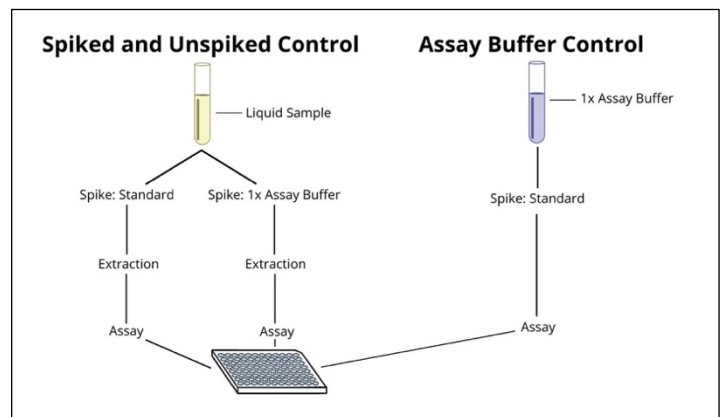 Spiked and Unspiked Control
Assay Buffer Control
Liquid Sample
1x Assay Buffer
Spike: Standard
Spike: 1x Assay Buffer
Spike: Standard
Extraction
Extraction
Assay
Assay
Assay